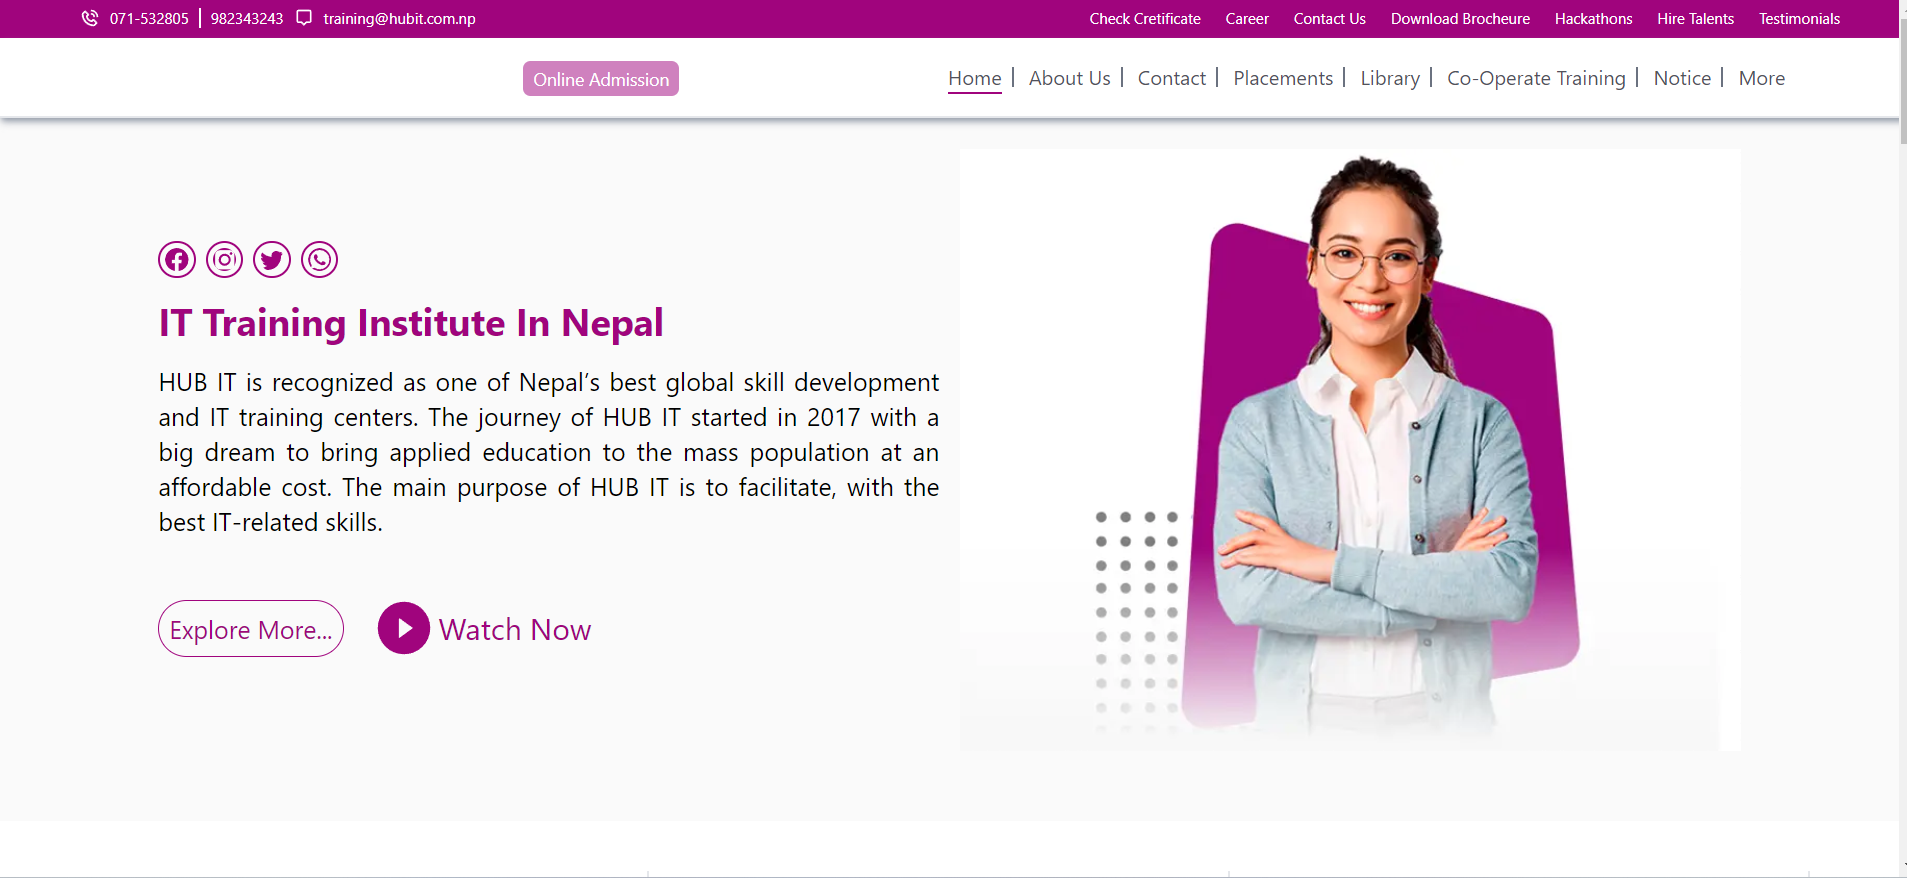 071-532805 | 982343243 training@hubit.com.np Check Cretificate Career Contact Us Download Brocheure Hackathons Hire Talents Testimonials
Online Admission Home | About Us | Contact | Placements | Library | Co-Operate Training | Notice | More
IT Training Institute In Nepal
HUB IT is recognized as one of Nepal’s best global skill development
and IT training centers. The journey of HUB IT started in 2017 with a
big dream to bring applied education to the mass population at an
affordable cost. The main purpose of HUB IT is to facilitate, with the
best IT-related skills.
Explore More... Watch Now